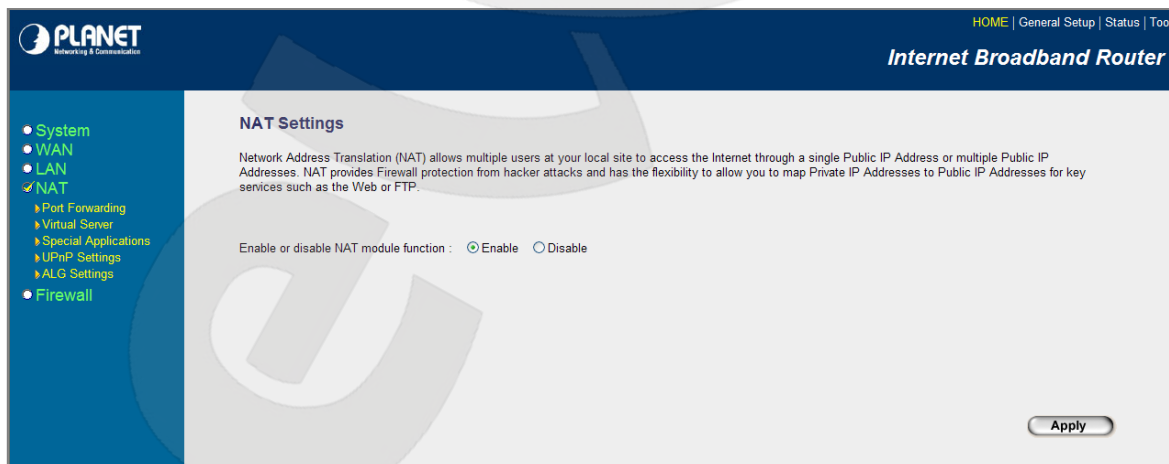 PLANET
Networking & Communication
HOME | General Setup | Status | Too
Internet Broadband Router
System
WAN
LAN
NAT
Port Forwarding
Virtual Server
Special Applications
UPnP Settings
ALG Settings
Firewall
NAT Settings
Network Address Translation (NAT) allows multiple users at your local site to access the Internet through a single Public IP Address or multiple Public IP
Addresses. NAT provides Firewall protection from hacker attacks and has the flexibility to allow you to map Private IP Addresses to Public IP Addresses for key
services such as the Web or FTP.
Enable or disable NAT module function : Enable Disable
Apply